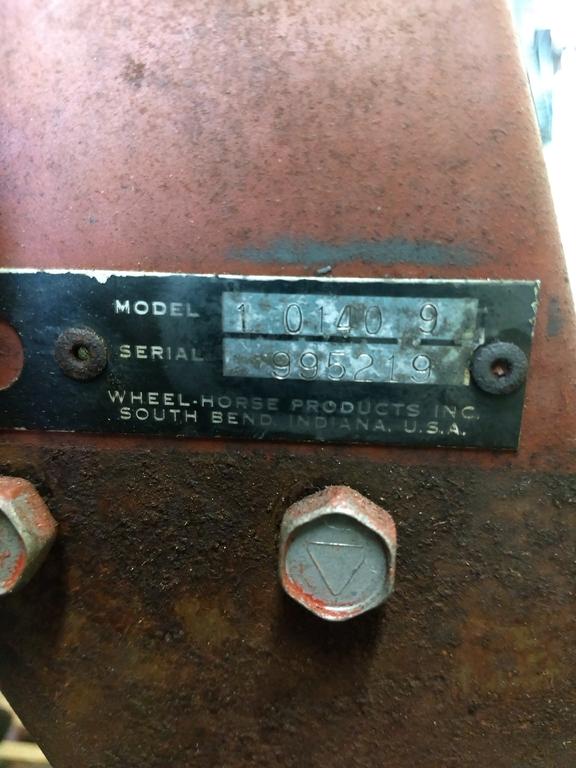 MODEL 1 0140 9
SERIAL 995219
WHEEL-HORSE PRODUCTS INC.
SOUTH BEND INDIANA, U.S.A.